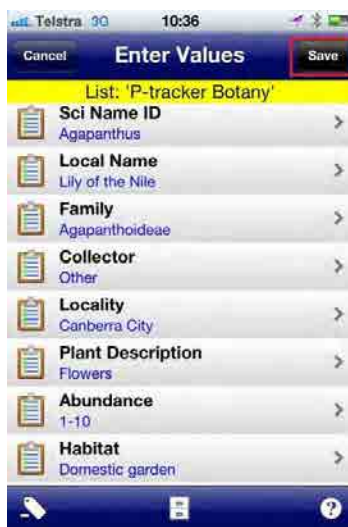 Telstra 3G 10:36
Cancel Enter Values Save
List: 'P-tracker Botany'
Sci Name ID
Agapanthus
Local Name
Lily of the Nile
Family
Agapanthoideae
Collector
Other
Locality
Canberra City
Plant Description
Flowers
Abundance
1-10
Habitat
Domestic garden
?